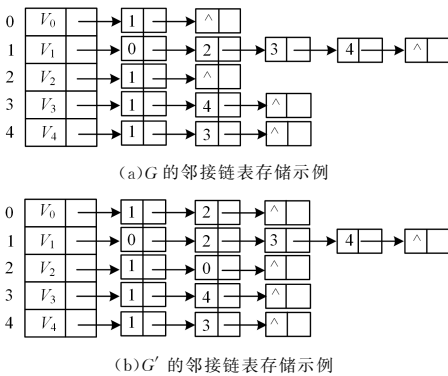 0 V₀ 1 ^
1 V₁ 0 2 3 4 ^
2 V₂ 1 ^
3 V₃ 1 4 ^
4 V₄ 1 3 ^
(a)G 的邻接链表存储示例
0 V₀ 1 2 ^
1 V₁ 0 2 3 4 ^
2 V₂ 1 0 ^
3 V₃ 1 4 ^
4 V₄ 1 3 ^
(b)G′ 的邻接链表存储示例